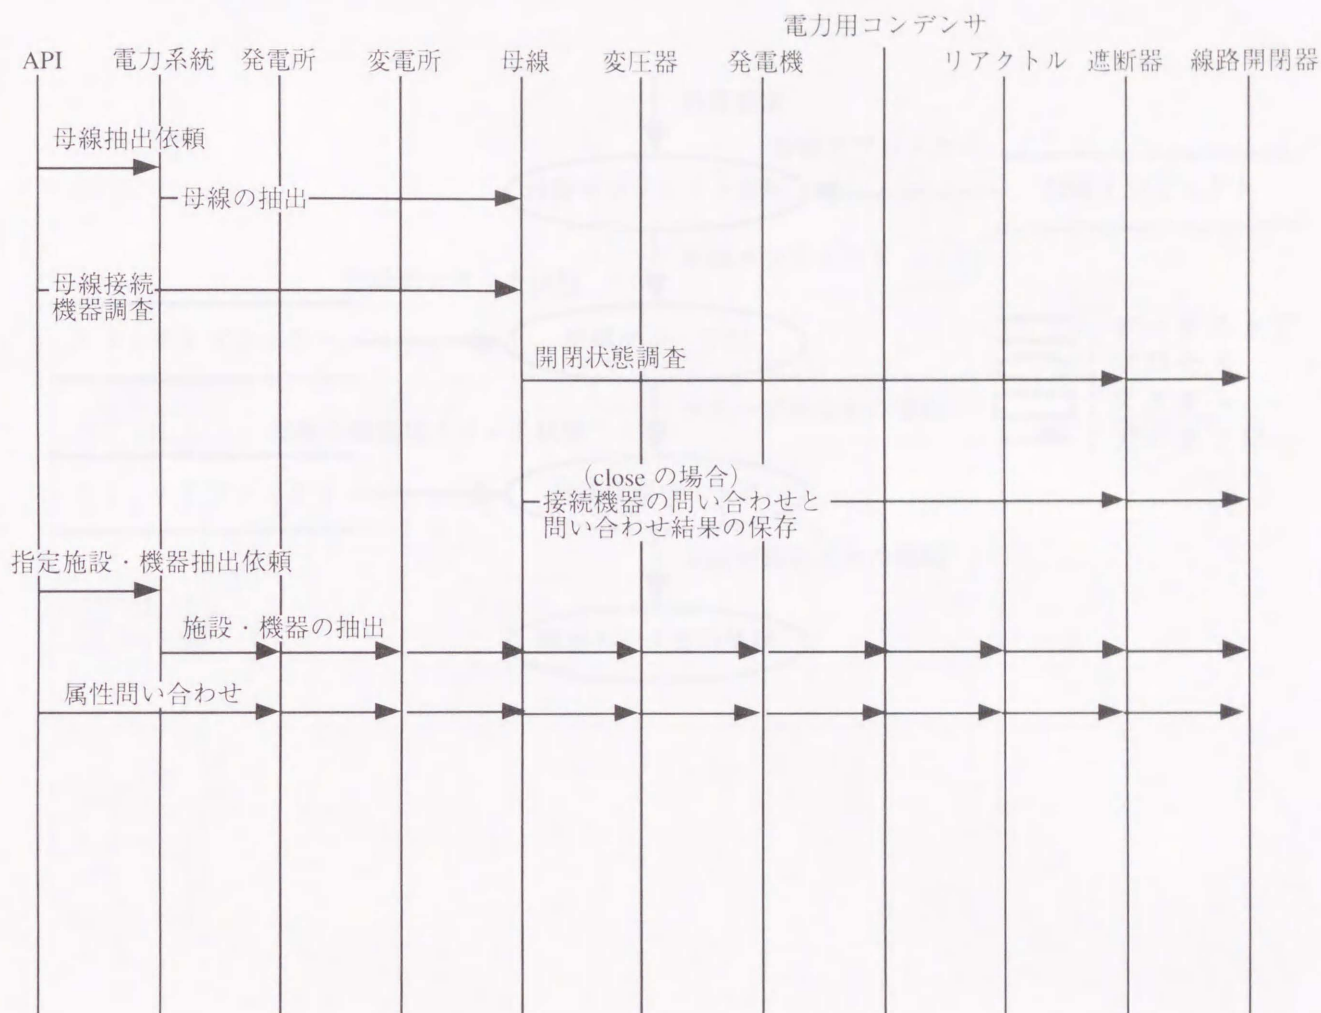 電力用コンデンサ
API 電力系統 発電所 変電所 母線 変圧器 発電機 リアクトル 遮断器 線路開閉器
母線抽出依頼
母線の抽出
母線接続
機器調査
開閉状態調査
(close の場合)
接続機器の問い合わせと
問い合わせ結果の保存
指定施設・機器抽出依頼
施設・機器の抽出
属性問い合わせ